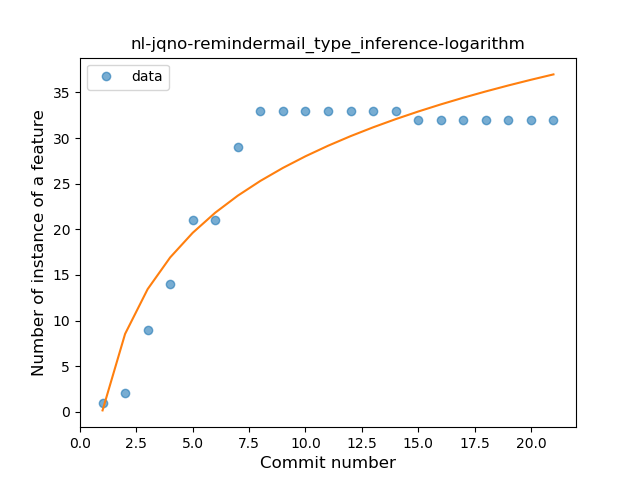 nl-jqno-remindermail_type_inference-logarithm
data
Number of instance of a feature
35
30
25
20
15
10
5
0
0.0 2.5 5.0 7.5 10.0 12.5 15.0 17.5 20.0
Commit number